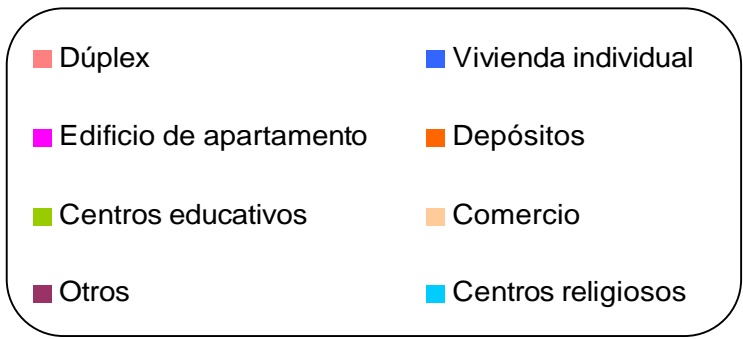 Dúplex
Vivienda individual
Edificio de apartamento
Depósitos
Centros educativos
Comercio
Otros
Centros religiosos